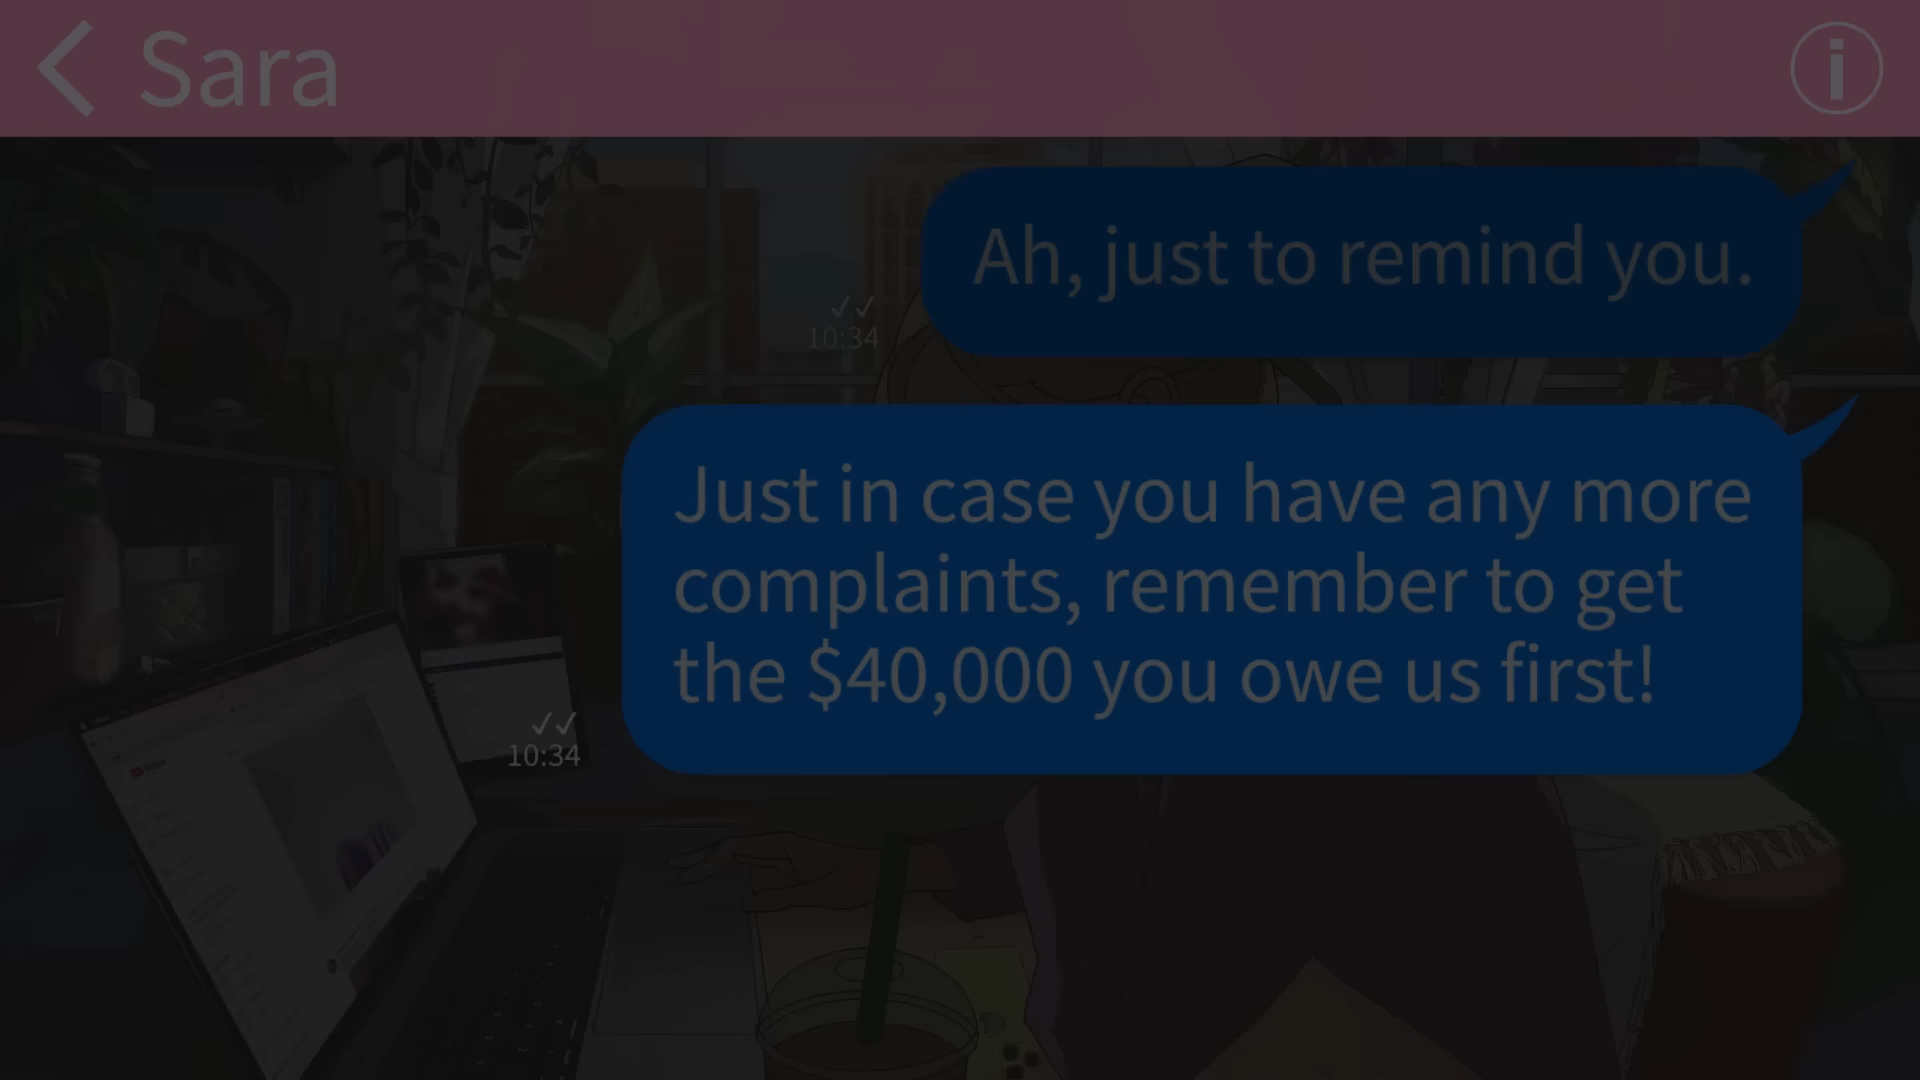 Sara
Ah, just to remind you.
10:34
Just in case you have any more
complaints, remember to get
the $40,000 you owe us first!
10:34